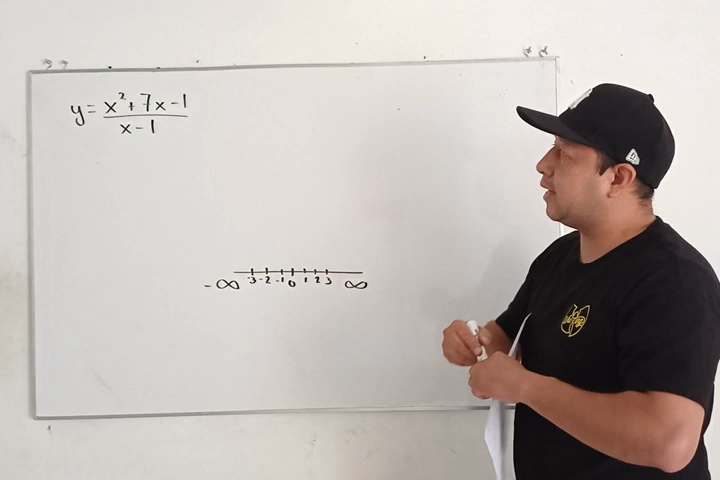 y = x² + 7x - 1
x - 1
3 -2 -1 0 1 2 3
-∞ ∞